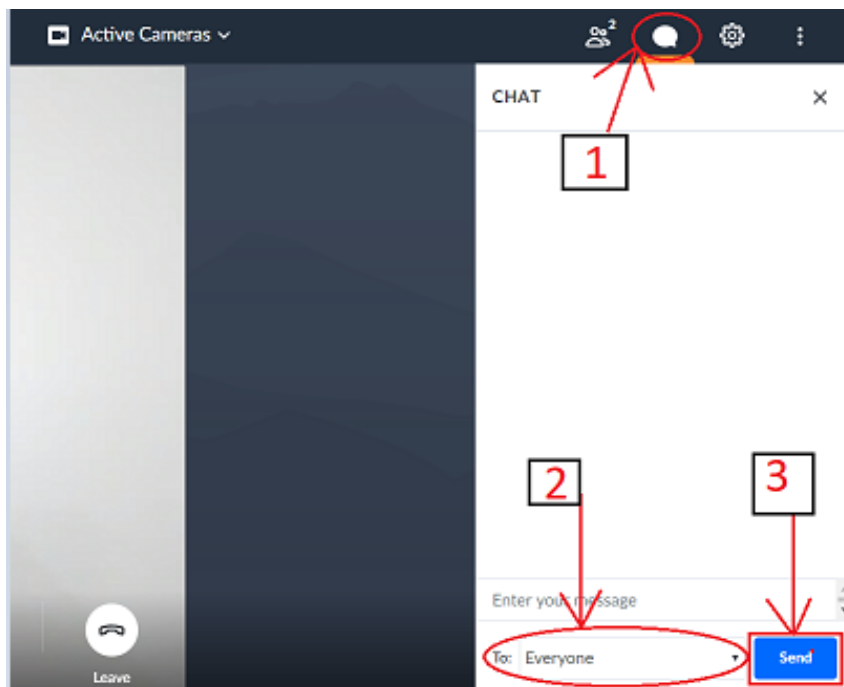 Active Cameras
2
CHAT
1
2
3
Enter your message
To: Everyone
Send
Leave